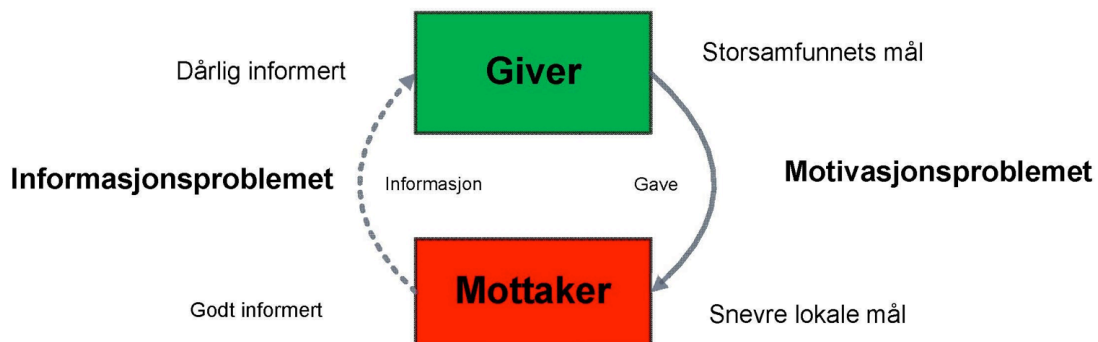 Dårlig informert
Giver
Storsamfunnets mål
Informasjonsproblemet
Informasjon
Gave
Motivasjonsproblemet
Godt informert
Mottaker
Snevre lokale mål